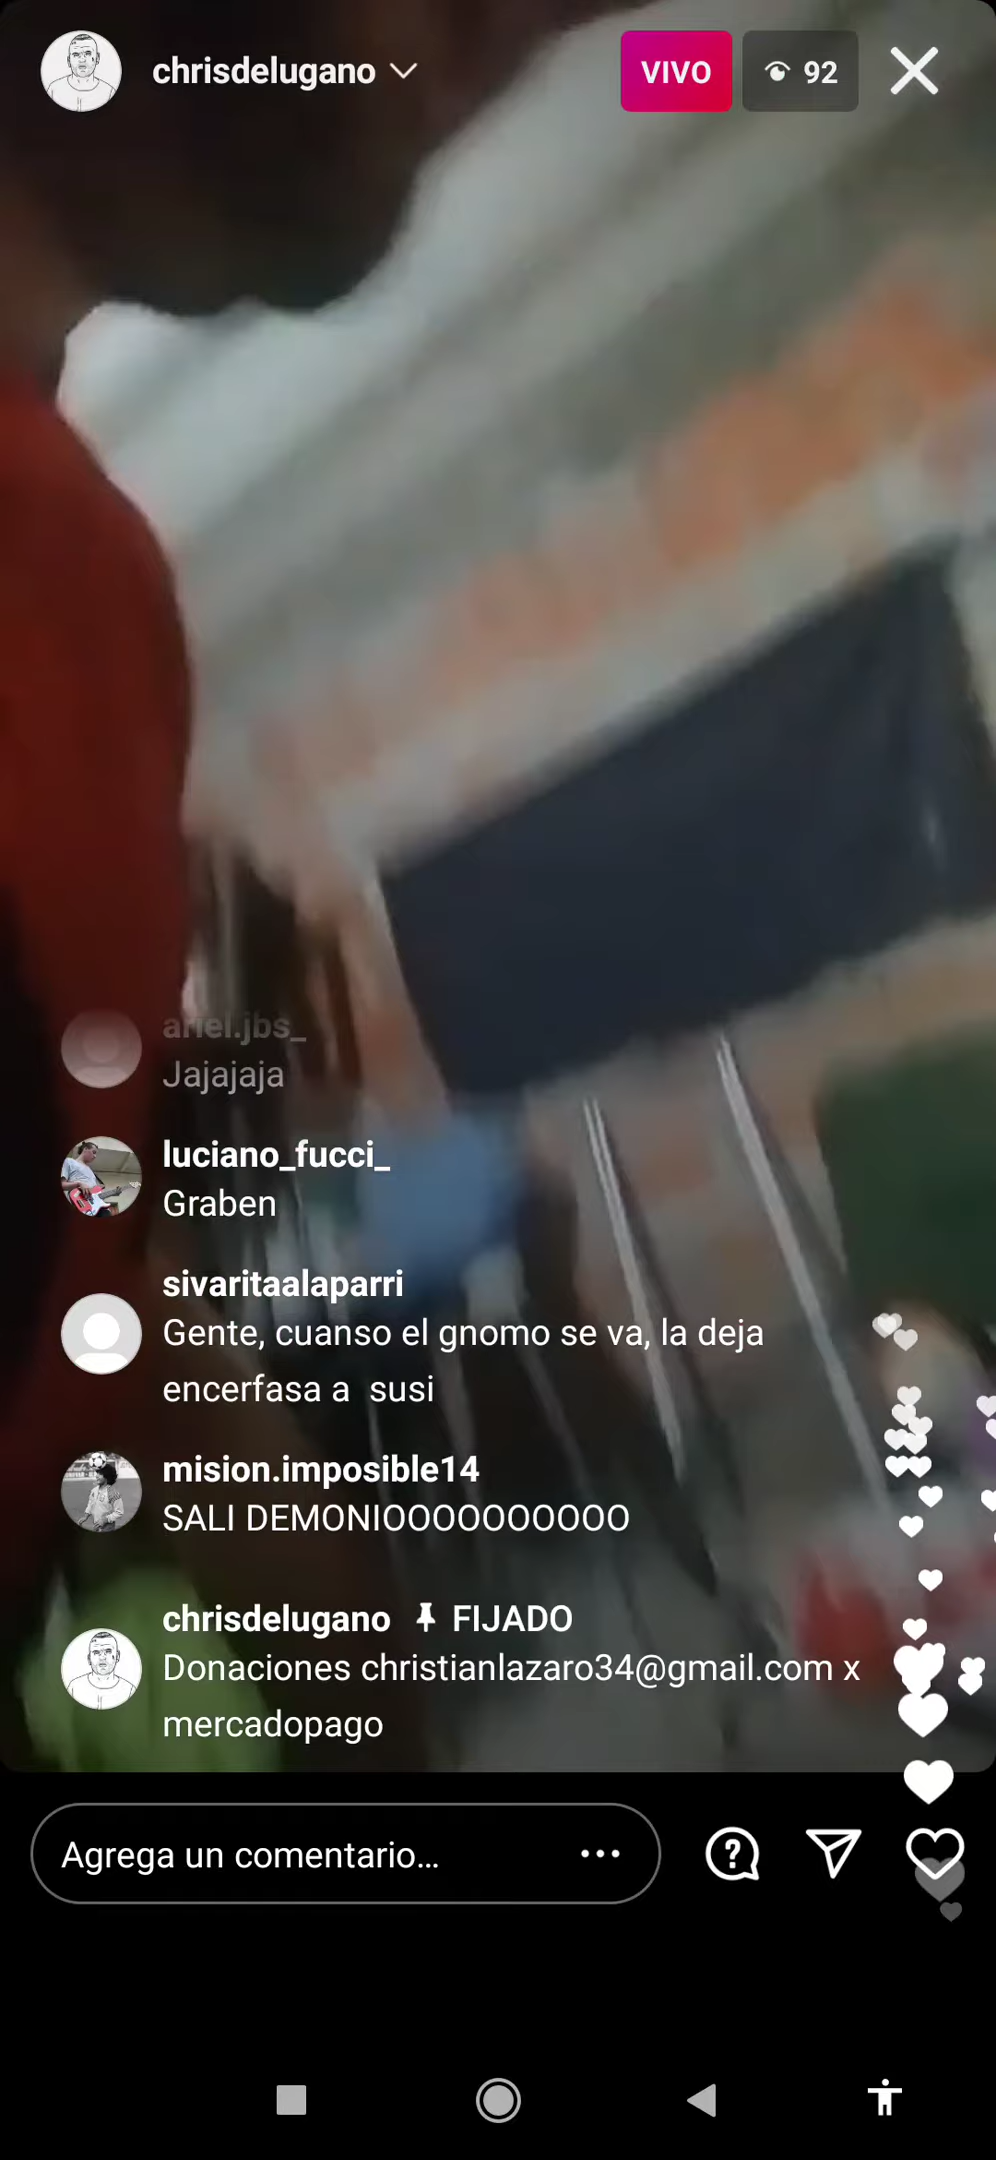 chrisdelugano
VIVO
92
ariel.jbs_
Jajajaja
luciano_fucci_
Graben
sivaritaalaparri
Gente, cuanso el gnomo se va, la deja
encerfasa a  susi
mision.imposible14
SALI DEMONIOOOOOOOOOO
chrisdelugano FIJADO
Donaciones christianlazaro34@gmail.com x
mercadopago
Agrega un comentario...